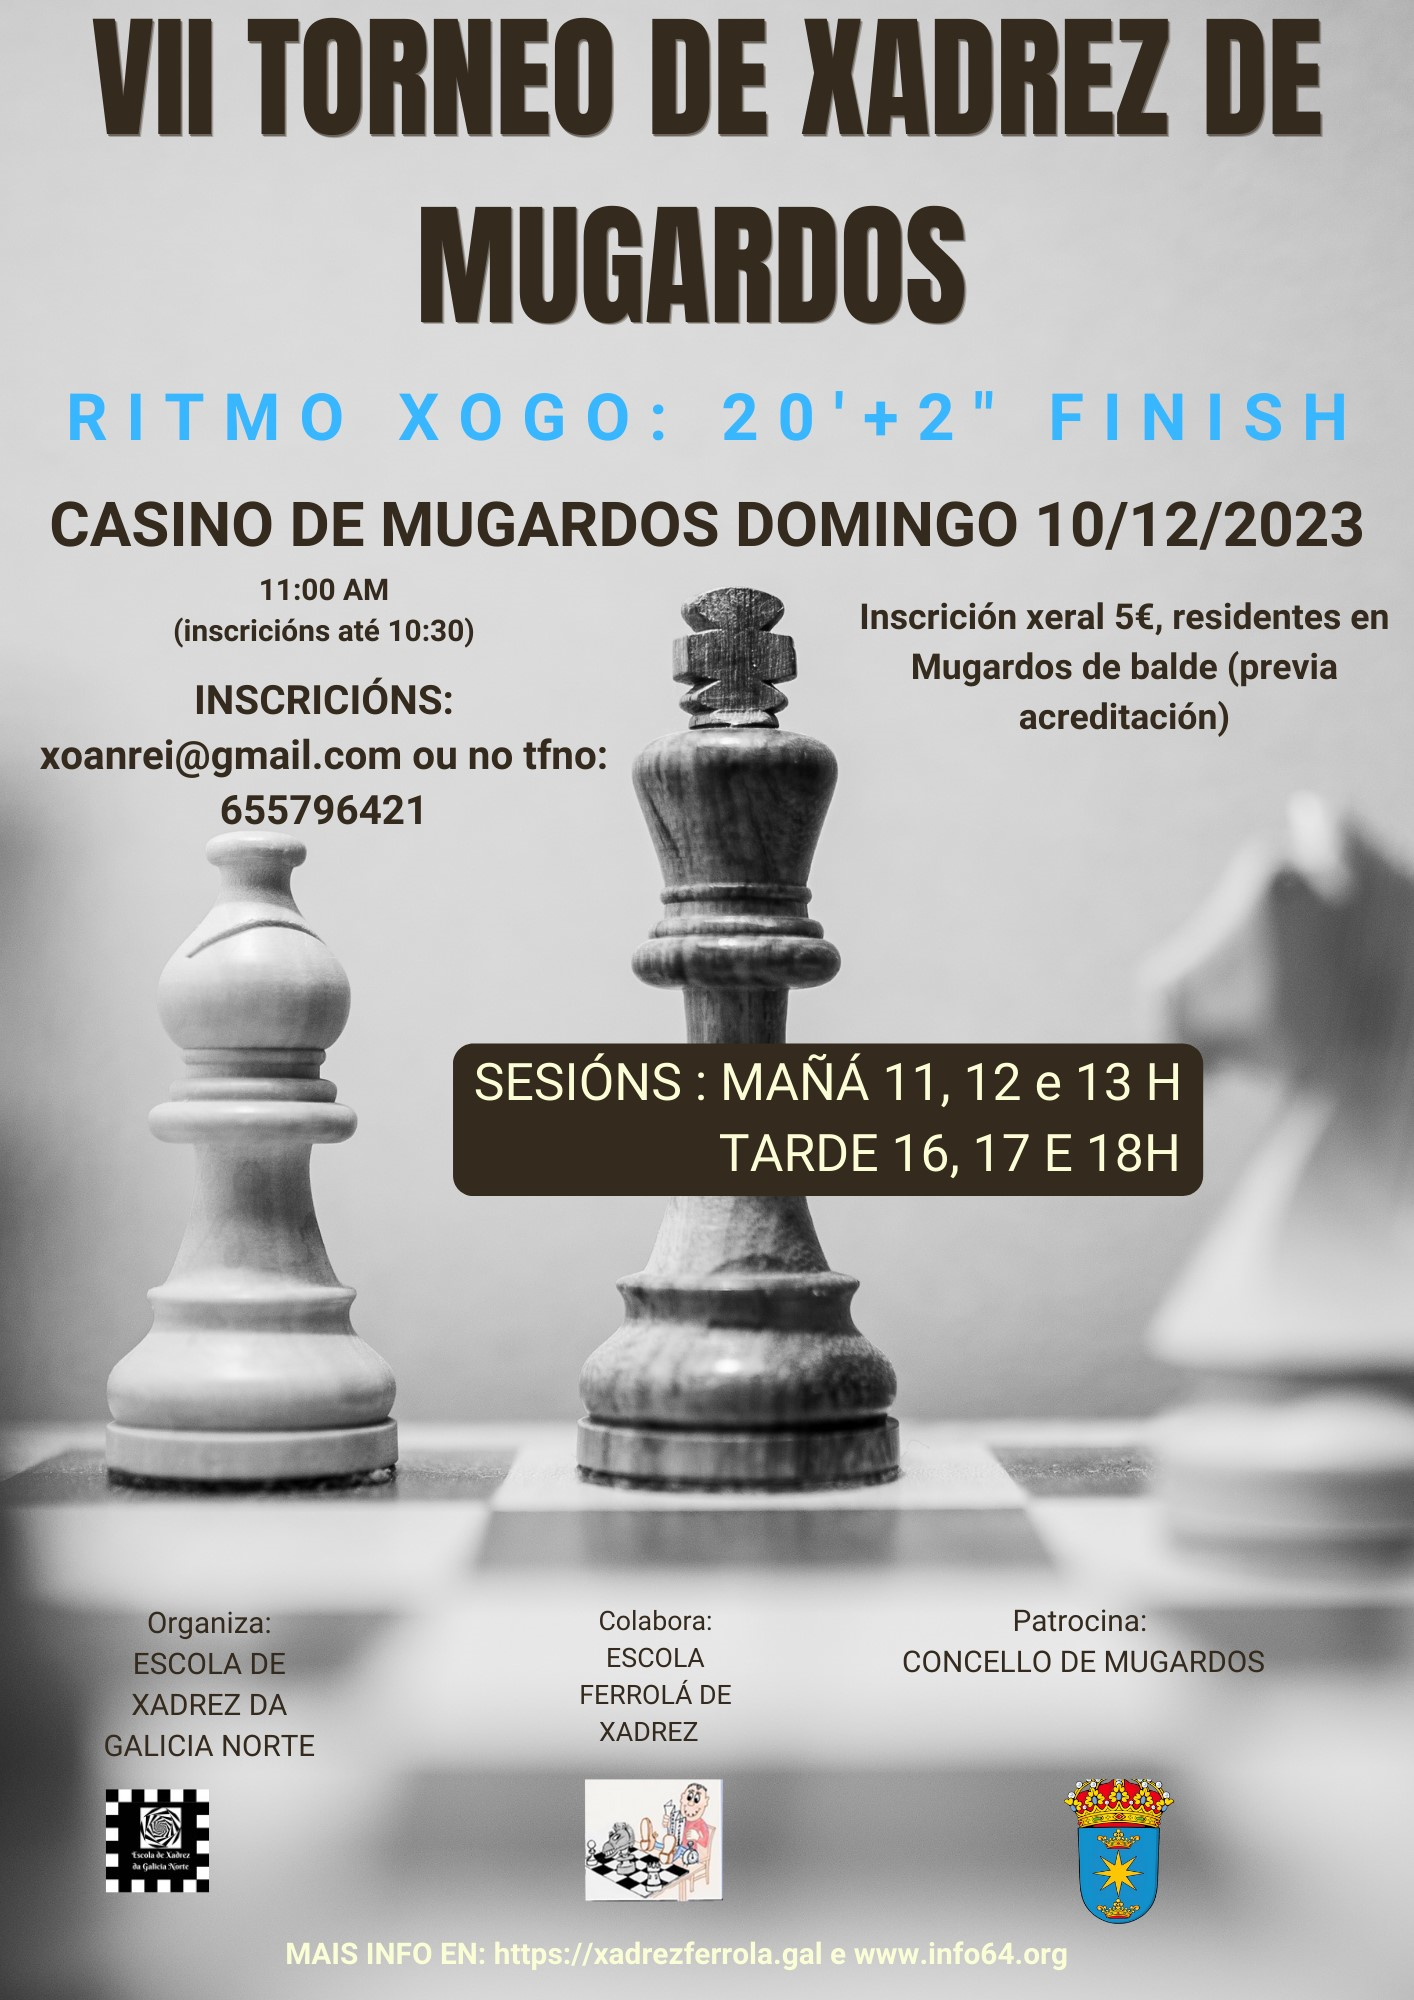 VII TORNEO DE XADREZ DE
MUGARDOS
RITMO XOGO: 20'+2" FINISH
CASINO DE MUGARDOS DOMINGO 10/12/2023
11:00 AM
(inscricións até 10:30)
INSCRICIÓNS:
xoanrei@gmail.com ou no tfno:
655796421
Inscrición xeral 5€, residentes en
Mugardos de balde (previa
acreditación)
SESIÓNS : MAÑÁ 11, 12 e 13 H
TARDE 16, 17 E 18H
Organiza:
ESCOLA DE
XADREZ DA
GALICIA NORTE
Escola de Xadrez
da Galicia Norte
Colabora:
ESCOLA
FERROLÁ DE
XADREZ
Patrocina:
CONCELLO DE MUGARDOS
MAIS INFO EN: https://xadrezferrola.gal e www.info64.org